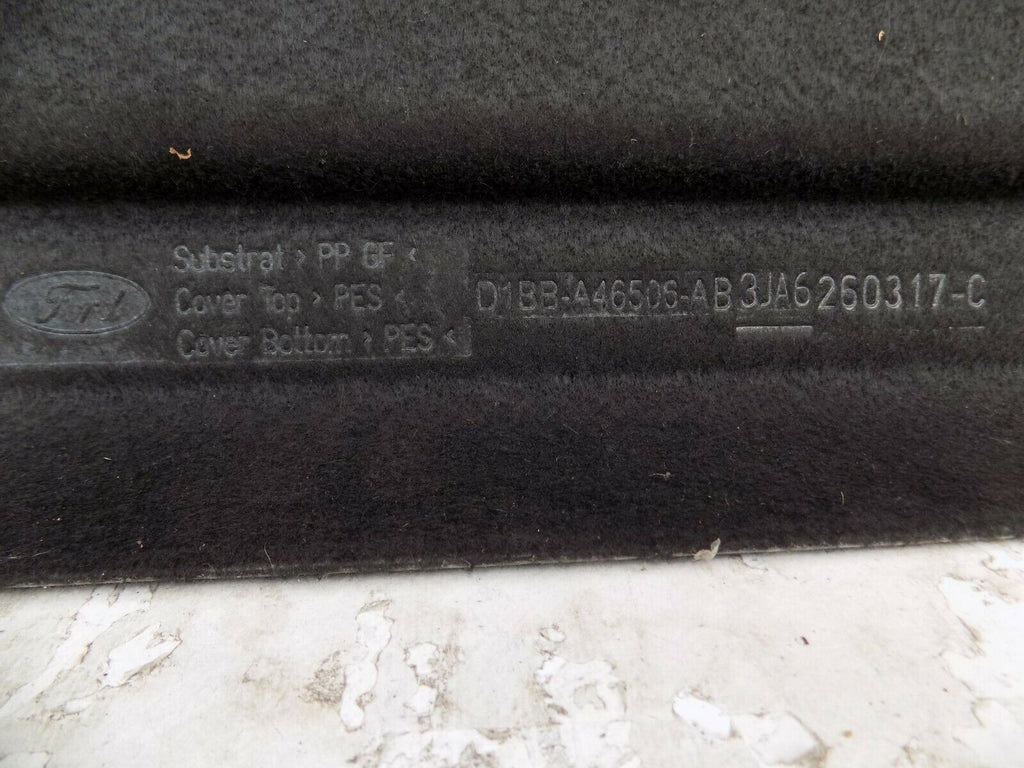 Ford
Substrat > PP GF <
Cover Top > PES <
Cover Bottom > PES <
D1BB-A46506-AB 3JA6 260317-C